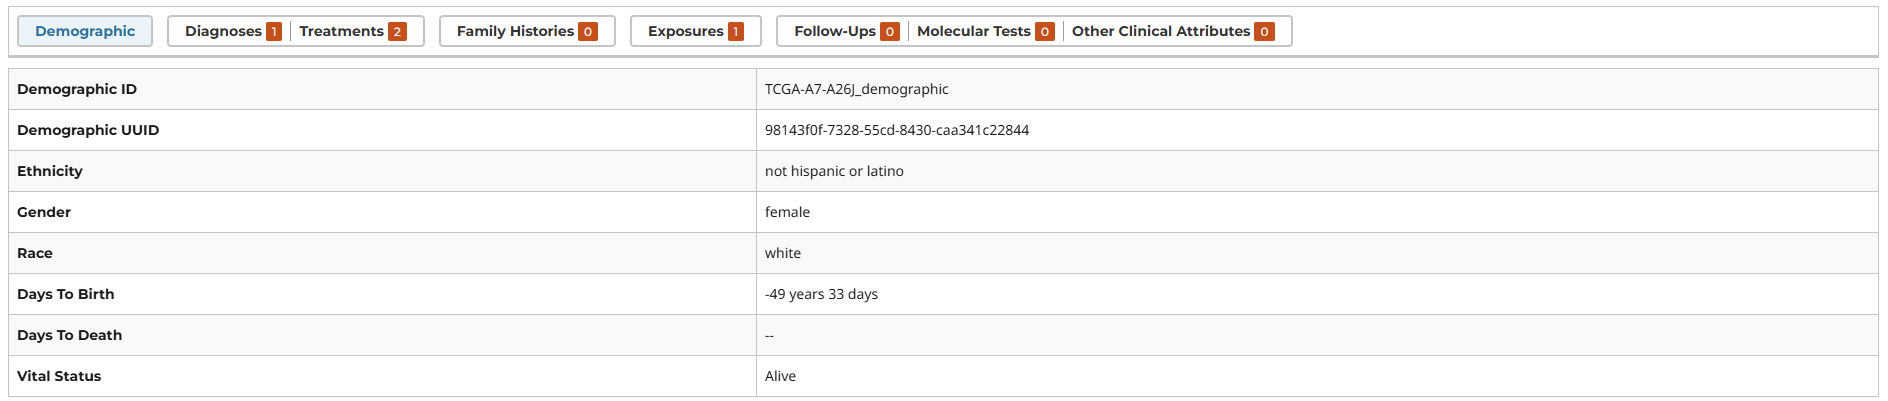 Demographic Diagnoses 1 Treatments 2 Family Histories 0 Exposures 1 Follow-Ups 0 Molecular Tests 0 Other Clinical Attributes 0
Demographic ID TCGA-A7-A26J_demographic
Demographic UUID 98143f0f-7328-55cd-8430-caa341c22844
Ethnicity not hispanic or latino
Gender female
Race white
Days To Birth -49 years 33 days
Days To Death --
Vital Status Alive